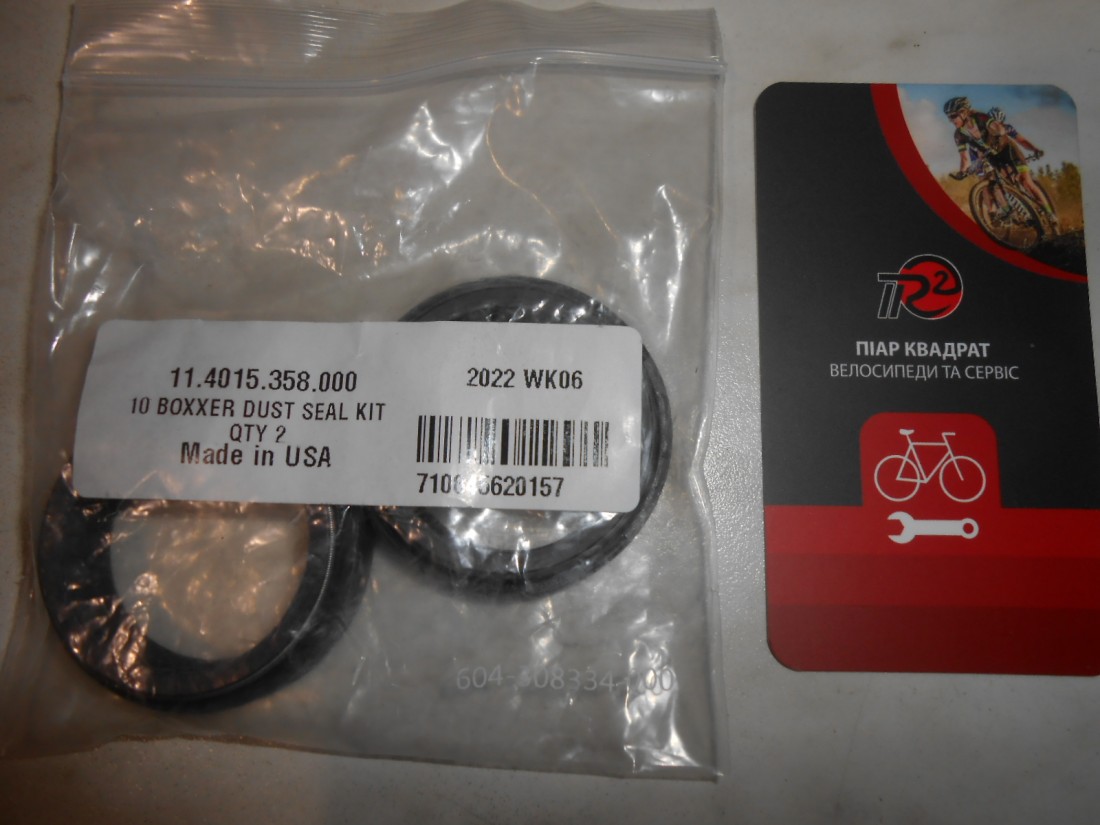 11.4015.358.000
10 BOXXER DUST SEAL KIT
QTY 2
Made in USA
2022 WK06
ПR2
ПІАР КВАДРАТ
ВЕЛОСИПЕДИ ТА СЕРВІС